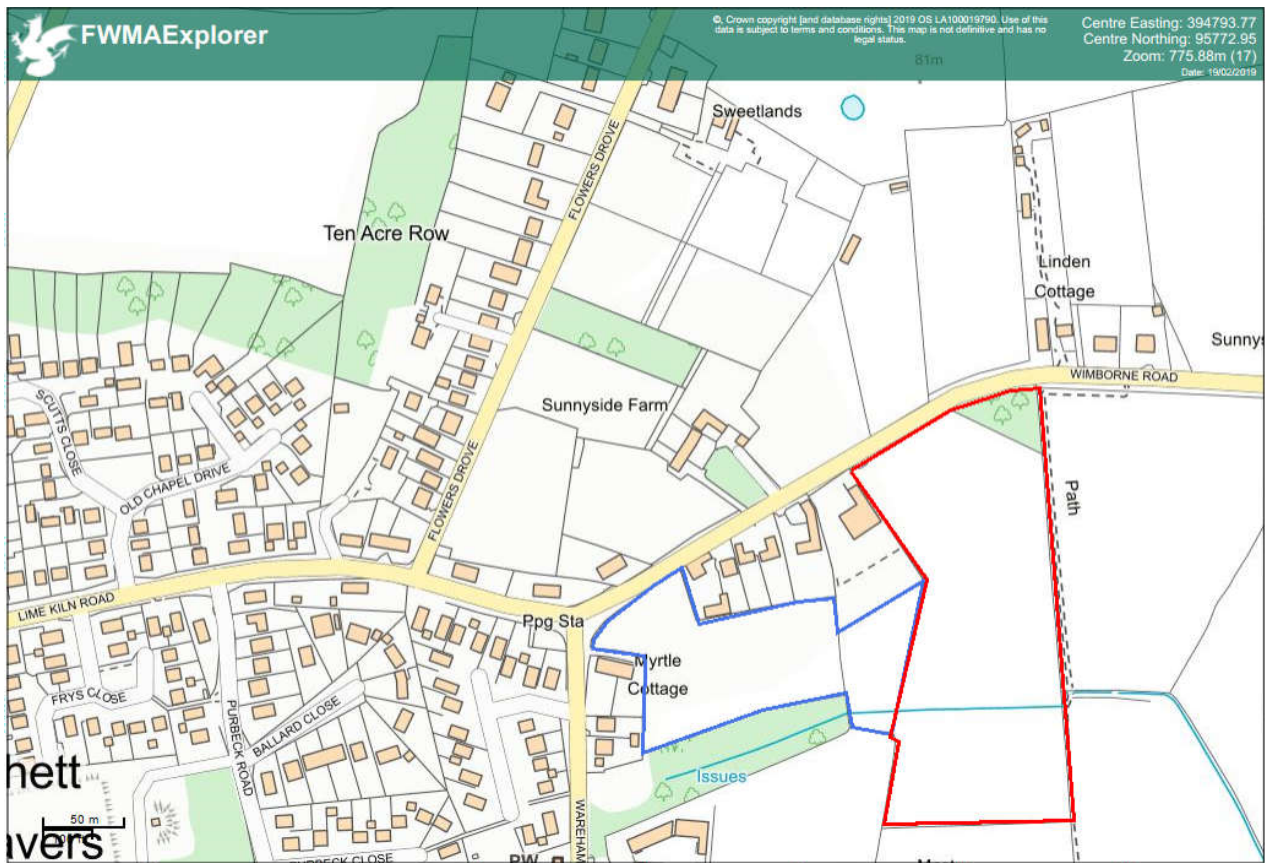 FWMAExplorer
©, Crown copyright [and database rights] 2019 OS LA100019790. Use of this
data is subject to terms and conditions. This map is not definitive and has no
legal status.
Centre Easting: 394793.77
Centre Northing: 95772.95
Zoom: 775.88m (17)
Date: 19/02/2019
81m
Sweetlands
FLOWERS DROVE
Ten Acre Row
Linden
Cottage
Sunnys
WIMBORNE ROAD
Sunnyside Farm
SCUTTS CLOSE
OLD CHAPEL DRIVE
FLOWERS DROVE
Path
LIME KILN ROAD
Ppg Sta
Myrtle
Cottage
FRYS CLOSE
PURBECK ROAD
BALLARD CLOSE
Issues
hett
50 m
avers
WAREHAM
PURBECK CLOSE
PW